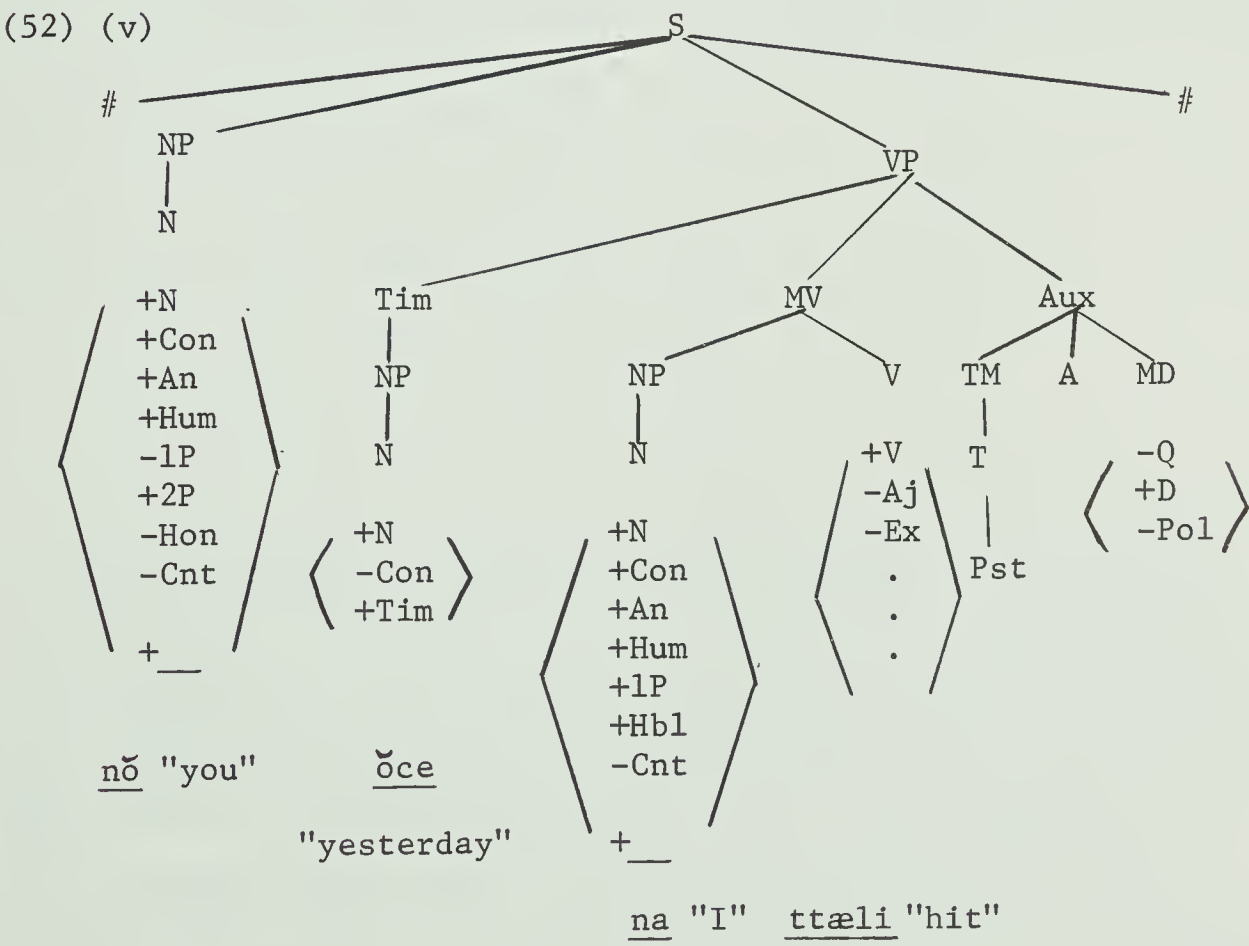 (52) (v)
S
# #
NP
VP
N
+N Tim MV Aux
+Con
+An NP NP V TM A MD
+Hum
-1P N N +V T -Q
+2P -Aj +D
-Hon +N +N -Ex -Pol
-Cnt -Con +Con . Pst
+Tim +An .
+__ +Hum .
+1P
+Hbl
nŏ "you" ŏce -Cnt
"yesterday" +__
na "I" ttæli "hit"